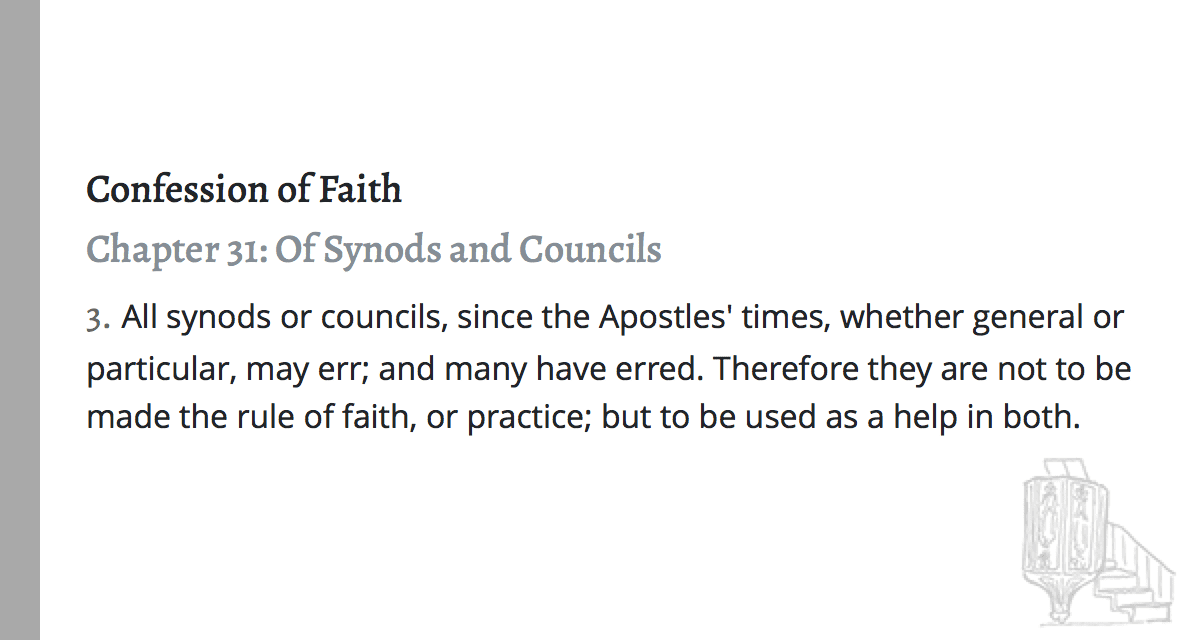 Confession of Faith
Chapter 31: Of Synods and Councils
3. All synods or councils, since the Apostles' times, whether general or
particular, may err; and many have erred. Therefore they are not to be
made the rule of faith, or practice; but to be used as a help in both.